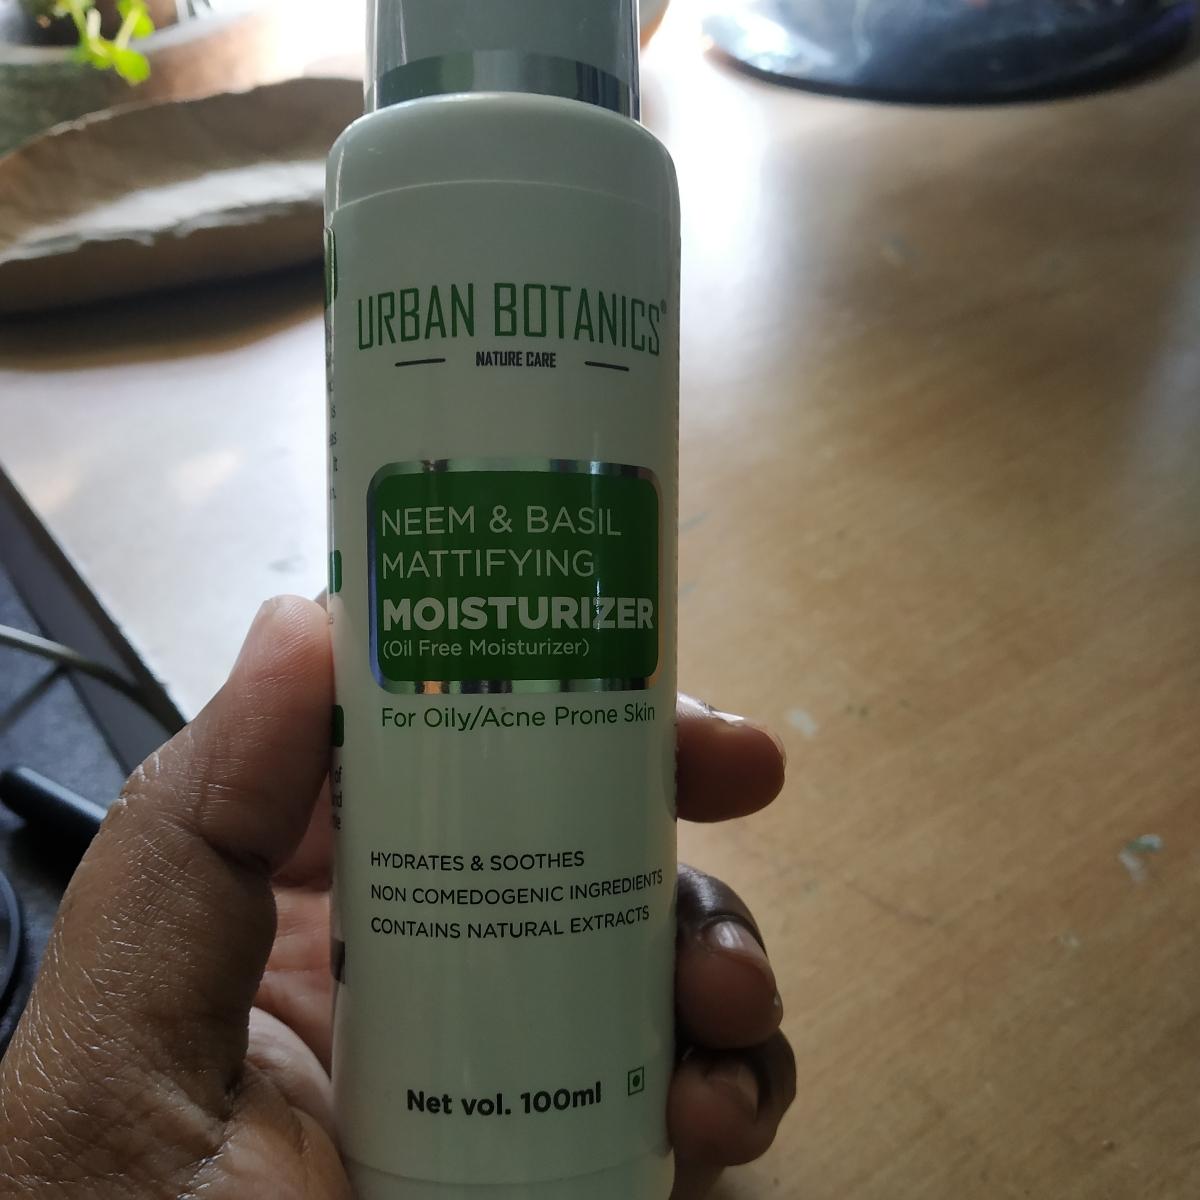 URBAN BOTANICS®
NATURE CARE
NEEM & BASIL
MATTIFYING
MOISTURIZER
(Oil Free Moisturizer)
For Oily/Acne Prone Skin
HYDRATES & SOOTHES
NON COMEDOGENIC INGREDIENTS
CONTAINS NATURAL EXTRACTS
Net vol. 100ml